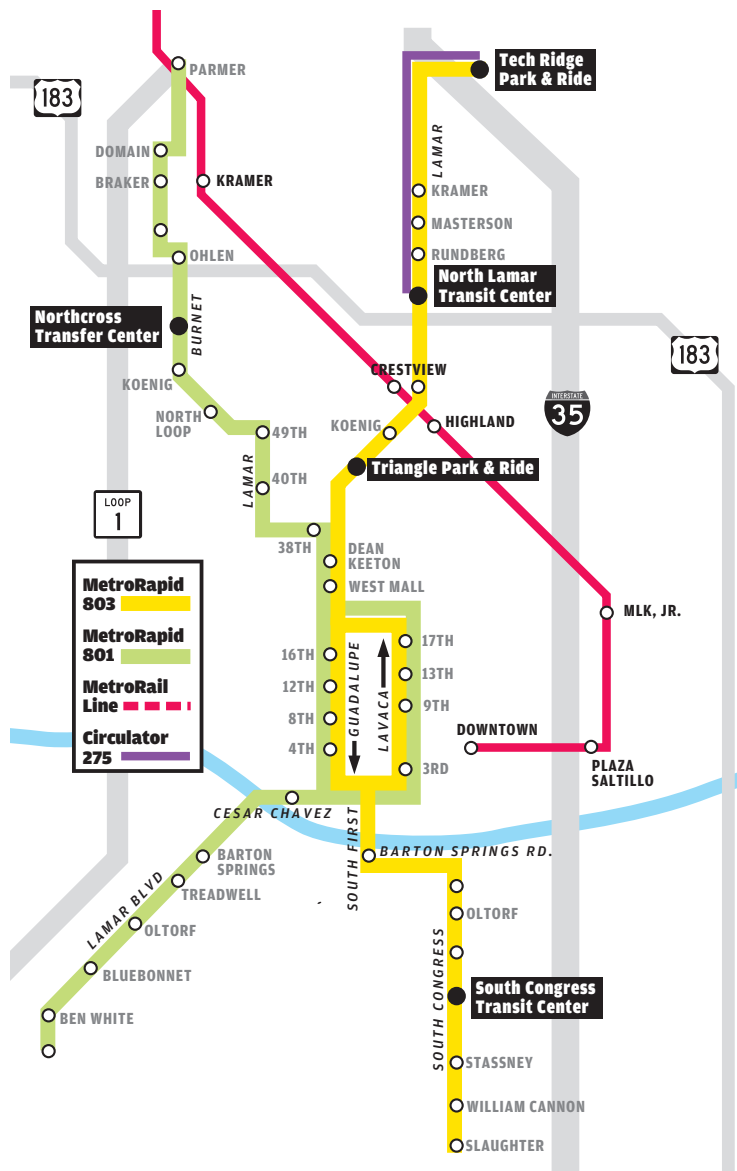 PARMER
Tech Ridge
Park & Ride
183
LAMAR
DOMAIN
BRAKER
KRAMER
KRAMER
MASTERSON
RUNDBERG
OHLEN
North Lamar
Transit Center
BURNET
Northcross
Transfer Center
183
KOENIG
CRESTVIEW
INTERSTATE
35
NORTH
LOOP
49TH
KOENIG
HIGHLAND
LAMAR
40TH
Triangle Park & Ride
LOOP
1
38TH
DEAN
KEETON
WEST MALL
MetroRapid
803
MetroRapid
801
MetroRail
Line
Circulator
275
MLK, JR.
16TH
12TH
8TH
4TH
GUADALUPE
LAVACA
17TH
13TH
9TH
3RD
DOWNTOWN
PLAZA
SALTILLO
CESAR CHAVEZ
SOUTH FIRST
BARTON SPRINGS RD.
BARTON
SPRINGS
TREADWELL
LAMAR BLVD
OLTORF
BLUEBONNET
BEN WHITE
OLTORF
SOUTH CONGRESS
South Congress
Transit Center
STASSNEY
WILLIAM CANNON
SLAUGHTER